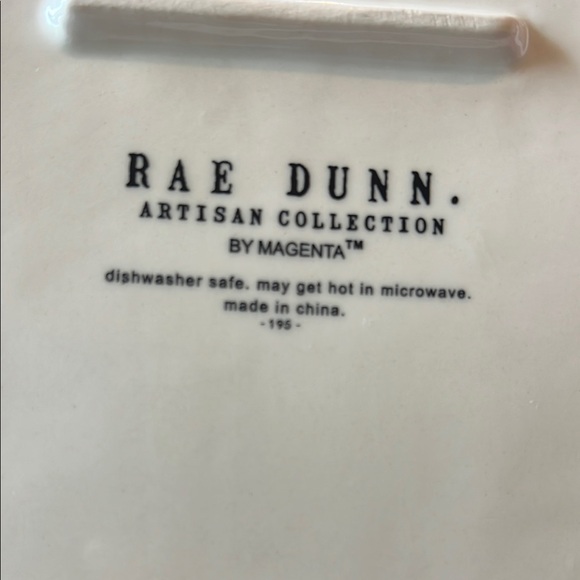 RAE DUNN.
ARTISAN COLLECTION
BY MAGENTA™
dishwasher safe. may get hot in microwave.
made in china.
- 195 -